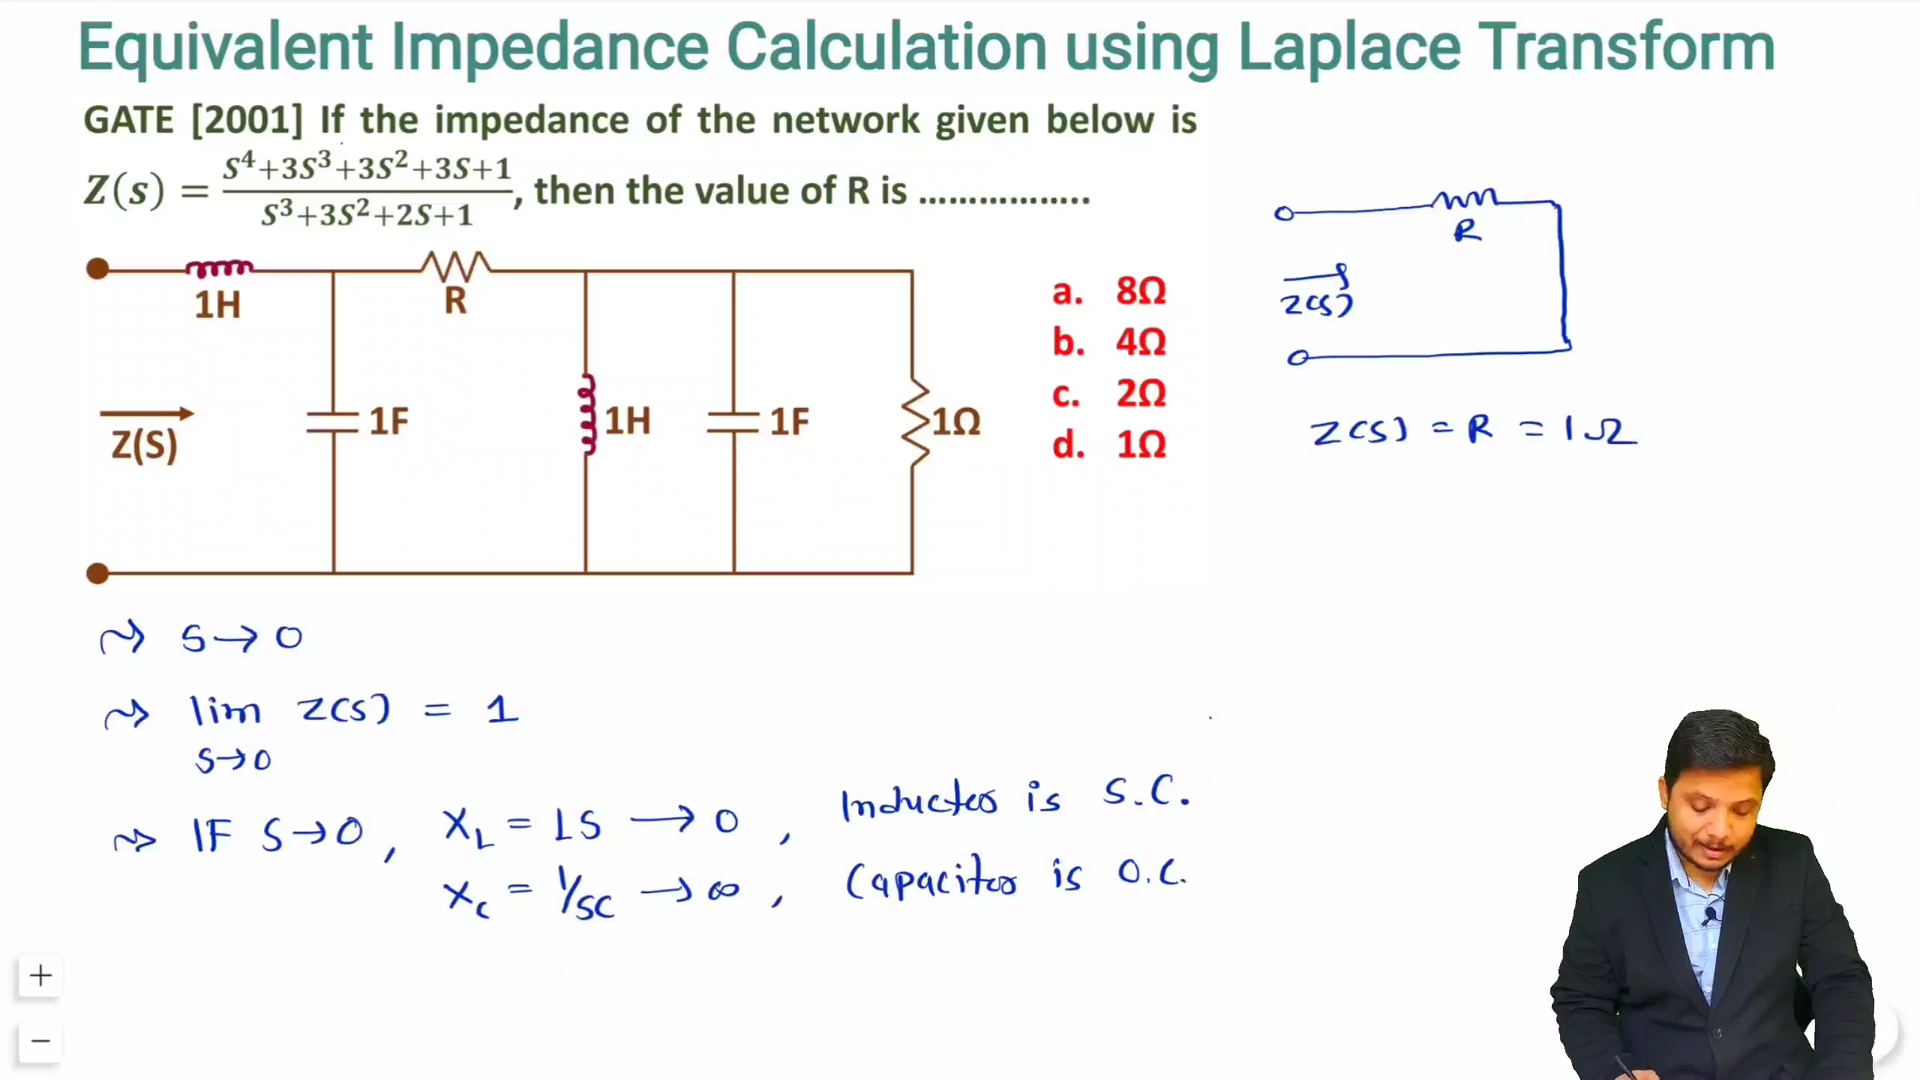 Equivalent Impedance Calculation using Laplace Transform
GATE [2001] If the impedance of the network given below is
Z(s) = S⁴+3S³+3S²+3S+1 / S³+3S²+2S+1, then the value of R is ................
1H
R
Z(S)
1F
1H
1F
1Ω
a. 8Ω
b. 4Ω
c. 2Ω
d. 1Ω
R
Z(S)
Z(S) = R = 1Ω
S→0
lim Z(S) = 1
S→0
IF S→0, X_L = LS → 0, Inductor is S.C.
X_C = 1/SC → ∞, Capacitor is O.C.
+
−